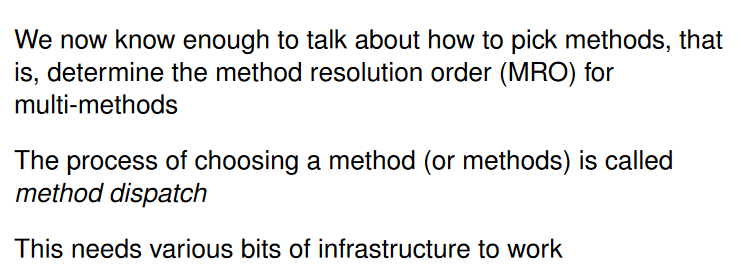 We now know enough to talk about how to pick methods, that
is, determine the method resolution order (MRO) for
multi-methods
The process of choosing a method (or methods) is called
method dispatch
This needs various bits of infrastructure to work